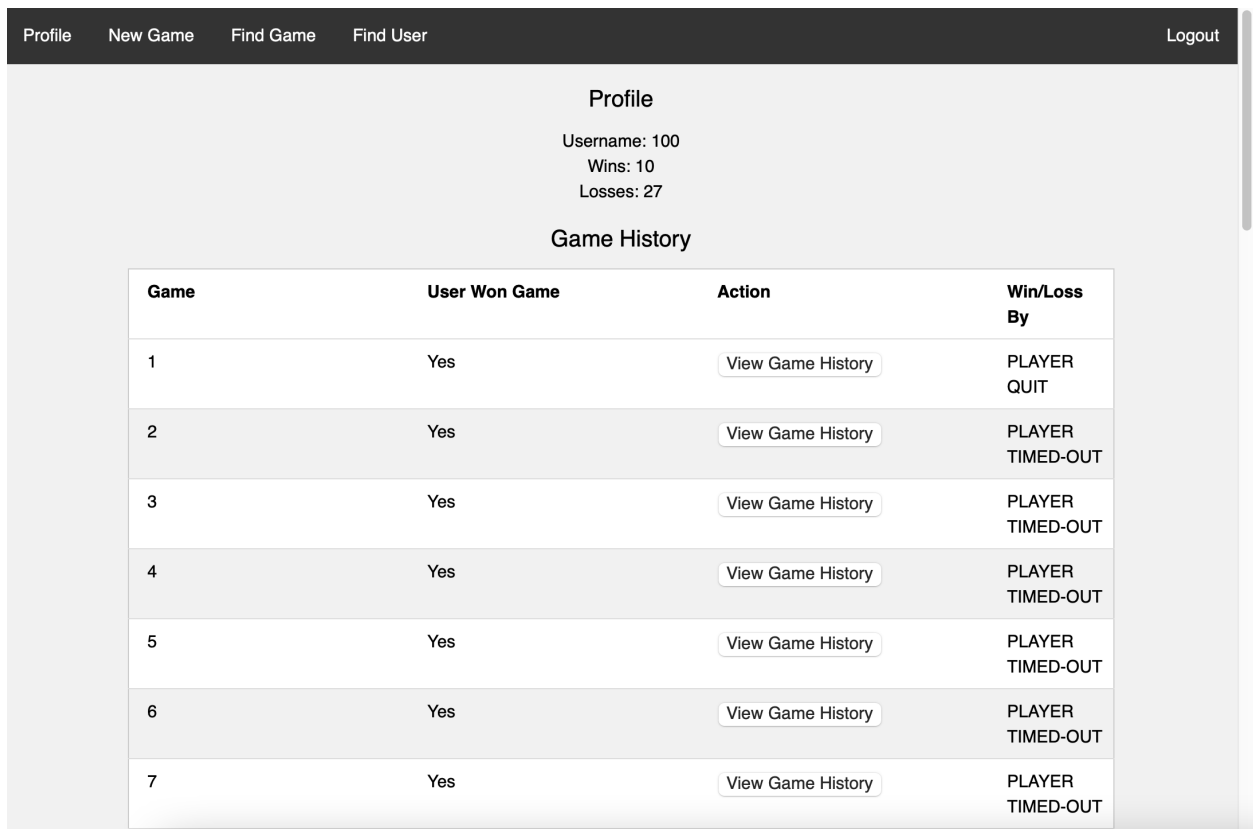 Profile New Game Find Game Find User Logout
Profile
Username: 100
Wins: 10
Losses: 27
Game History
Game User Won Game Action Win/Loss By
1 Yes View Game History PLAYER QUIT
2 Yes View Game History PLAYER TIMED-OUT
3 Yes View Game History PLAYER TIMED-OUT
4 Yes View Game History PLAYER TIMED-OUT
5 Yes View Game History PLAYER TIMED-OUT
6 Yes View Game History PLAYER TIMED-OUT
7 Yes View Game History PLAYER TIMED-OUT